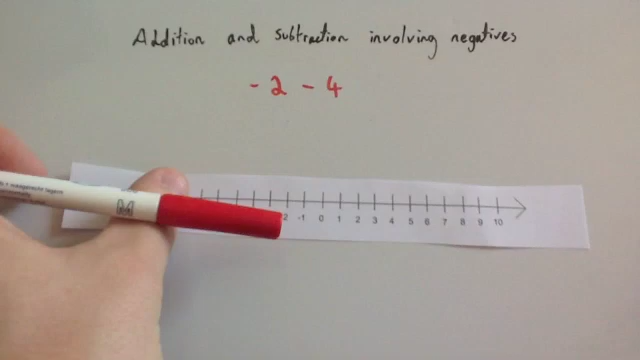 Addition and subtraction involving negatives
- 2 - 4
2 -1 0 1 2 3 4 5 6 7 8 9 10